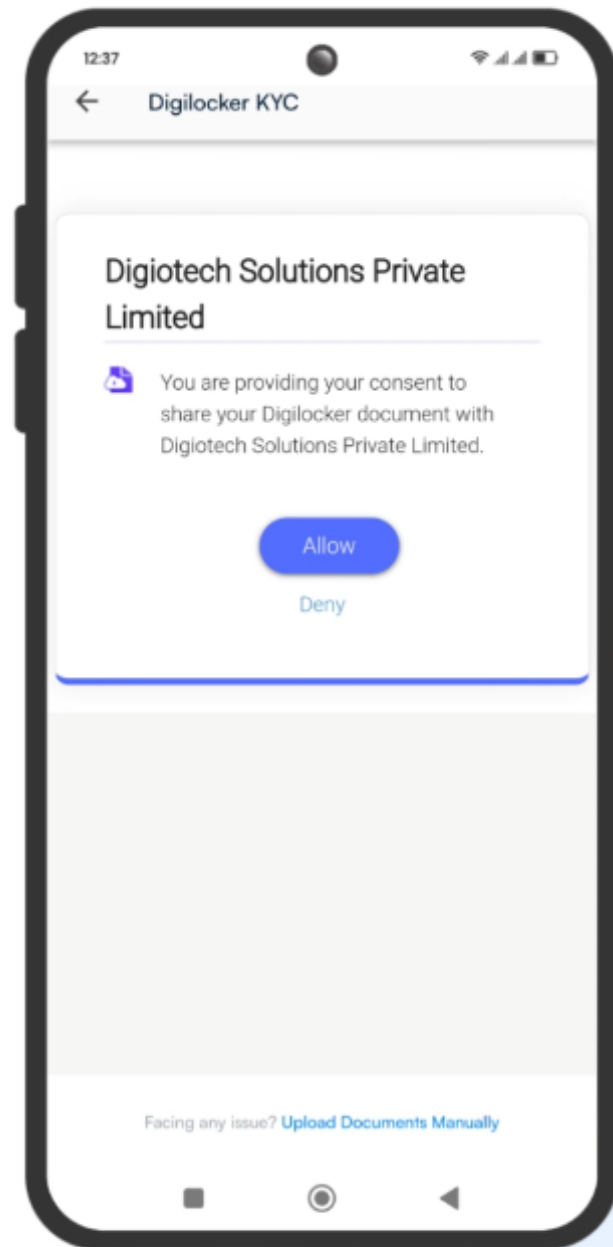 12:37
Digilocker KYC
Digiotech Solutions Private
Limited
You are providing your consent to
share your Digilocker document with
Digiotech Solutions Private Limited.
Allow
Deny
Facing any issue? Upload Documents Manually